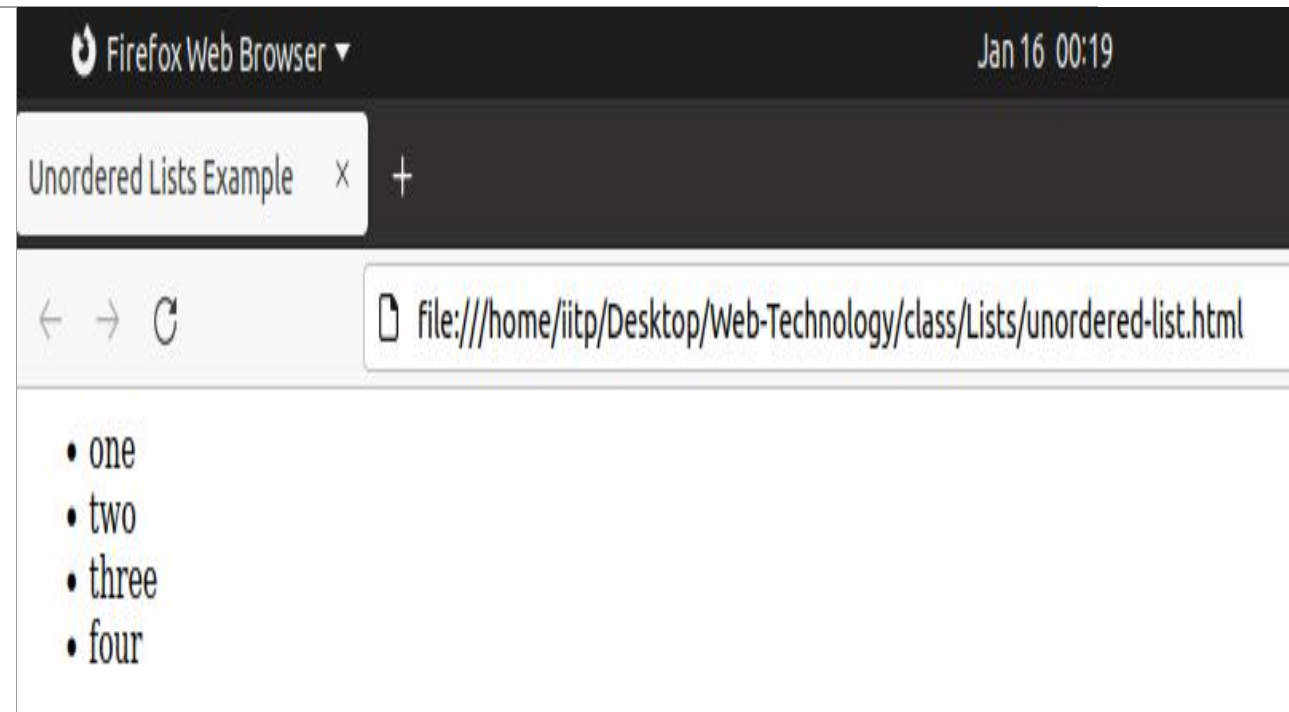 Firefox Web Browser
Jan 16 00:19
Unordered Lists Example
file:///home/iitp/Desktop/Web-Technology/class/Lists/unordered-list.html
• one
• two
• three
• four